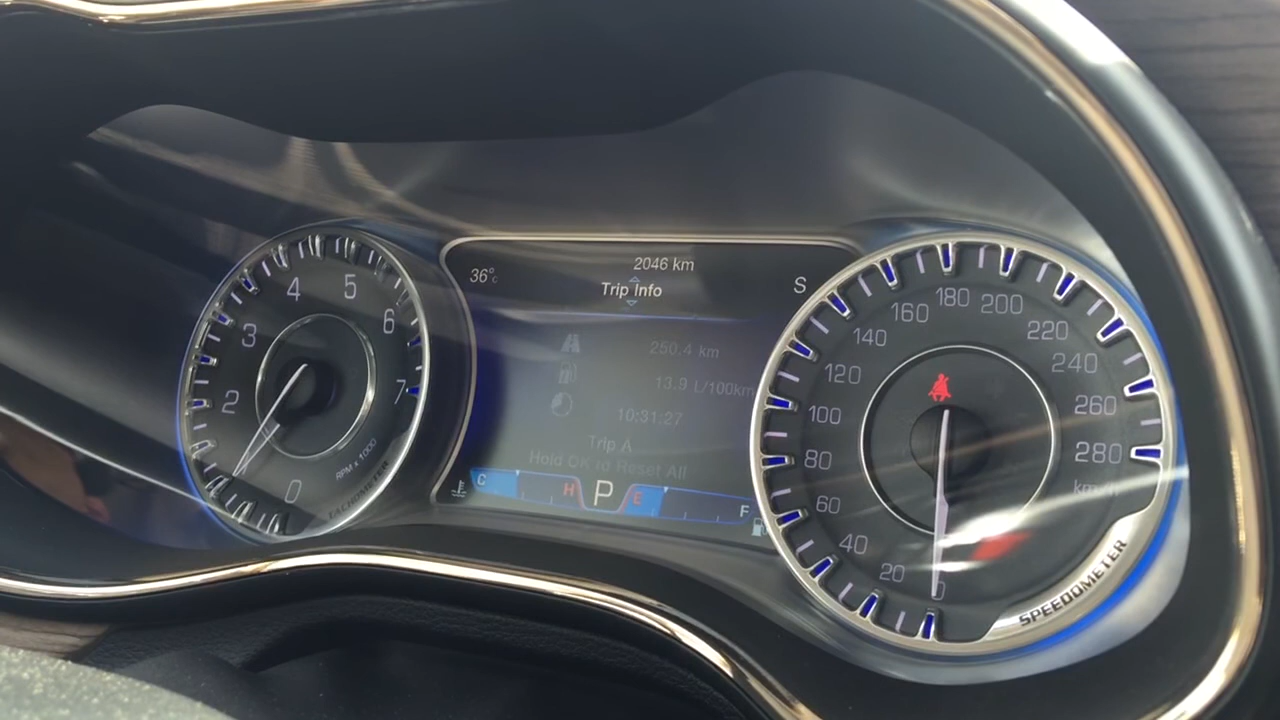 2046 km
36°c
Trip Info
S
250.4 km
13.9 L/100km
10:31:27
Trip A
Hold OK to Reset All
C
H
P
E
F
0
2
3
4
5
6
7
RPM x 1000
TACHOMETER
0
20
40
60
80
100
120
140
160
180
200
220
240
260
280
km/h
SPEEDOMETER